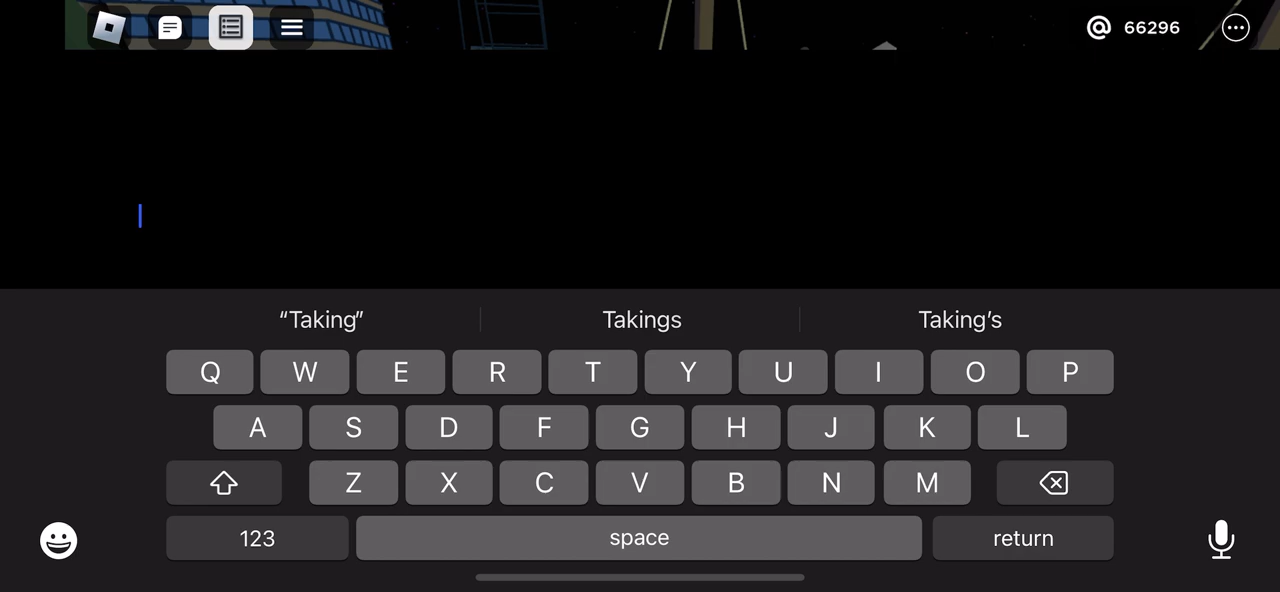 @ 66296
“Taking” Takings Taking's
Q W E R T Y U I O P
A S D F G H J K L
Z X C V B N M
123 space return